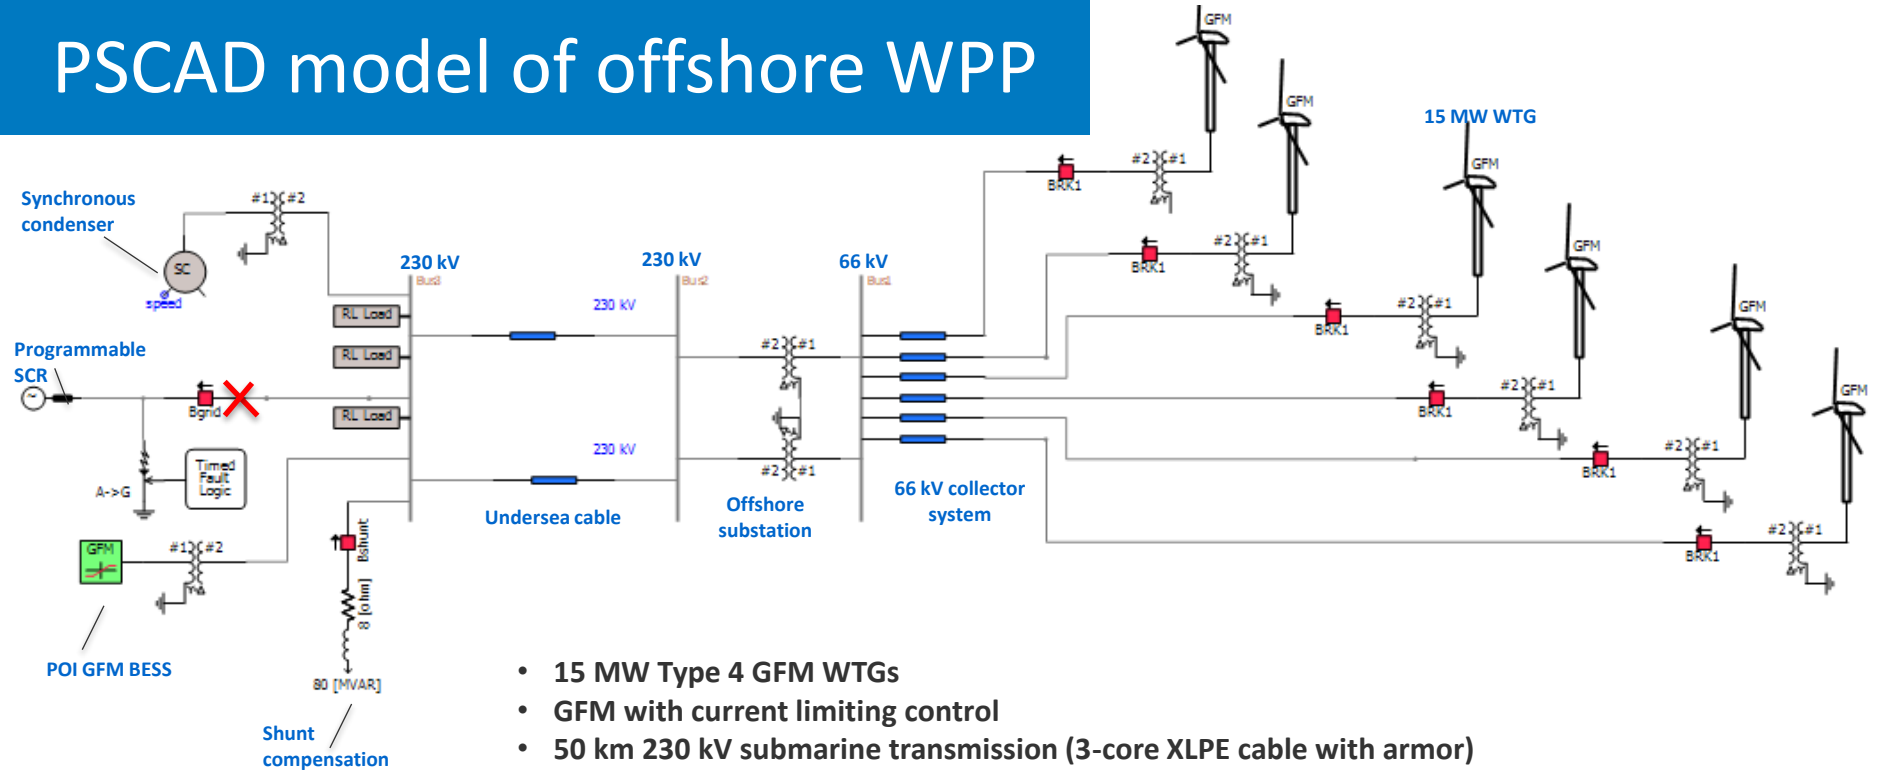 PSCAD model of offshore WPP
GFM
GFM
15 MW WTG
GFM
GFM
GFM
GFM
#2 #1
BRK1
#2 #1
BRK1
#2 #1
BRK1
#2 #1
BRK1
#2 #1
BRK1
#2 #1
BRK1
Synchronous
condenser
#1 #2
SC
speed
230 kV
Bus3
230 kV
Bus2
66 kV
230 kV
RL Load
RL Load
RL Load
Programmable
SCR
~
Bgrid
Timed
Fault
Logic
A->G
230 kV
#2 #1
#2 #1
Undersea cable
Offshore
substation
66 kV collector
system
GFM
#1 #2
POI GFM BESS
Bshunt
8 [ohm]
80 [MVAR]
Shunt
compensation
• 15 MW Type 4 GFM WTGs
• GFM with current limiting control
• 50 km 230 kV submarine transmission (3-core XLPE cable with armor)